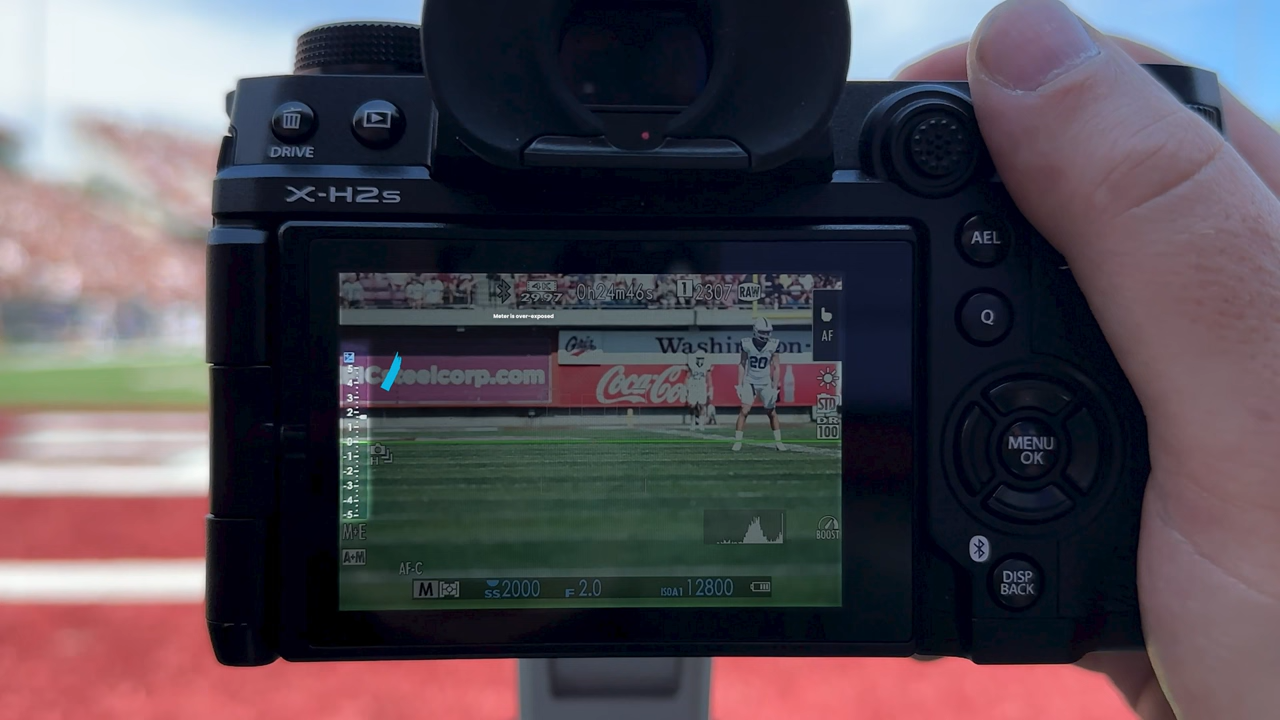 DRIVE
X-H2S
AEL
Q
MENU
OK
DISP
BACK
29.97
0h24m46s
1
2307
RAW
Meter is over-exposed
AF
Washington
eelcorp.com
Coca-Cola
20
STD
DR
100
5
4
3
2
1
0
-1
-2
-3
-4
-5
M+E
A+M
BOOST
AF-C
M
SS 2000
F 2.0
ISO A1 12800